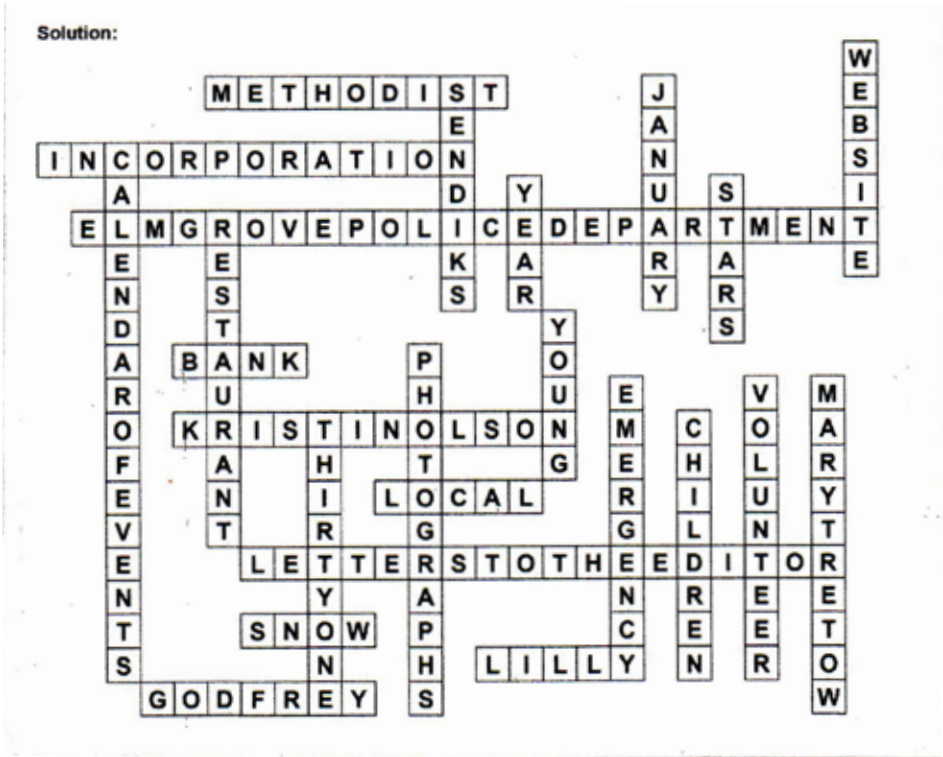 Solution:
WEBSITE
METHODIST
SENDIKS
JANUARY
INCORPORATION
CALENDAROFEVENTS
YEAR
STARS
ELMGROVEPOLICEDEPARTMENT
RESTAURANT
YOUNG
BANK
PHOTOGRAPHS
EMERGENCY
VOLUNTEER
MARYTRETOW
KRISTINOLSON
THIRTYONE
CHILDREN
LOCAL
LETTERSTOTHEEDITOR
SNOW
LILLY
GODFREY